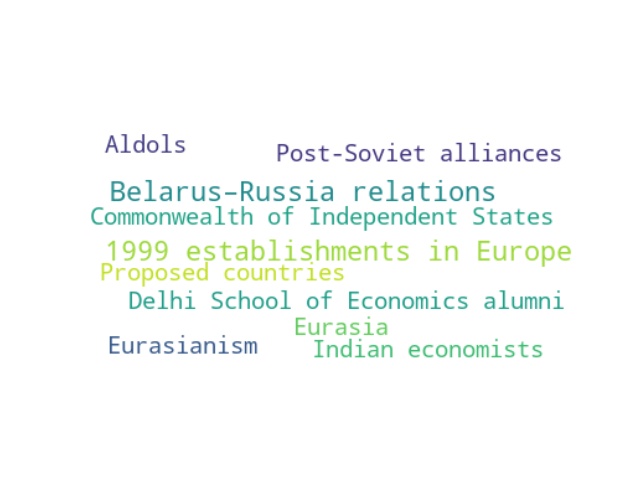 Aldols
Post-Soviet alliances
Belarus–Russia relations
Commonwealth of Independent States
1999 establishments in Europe
Proposed countries
Delhi School of Economics alumni
Eurasia
Eurasianism
Indian economists